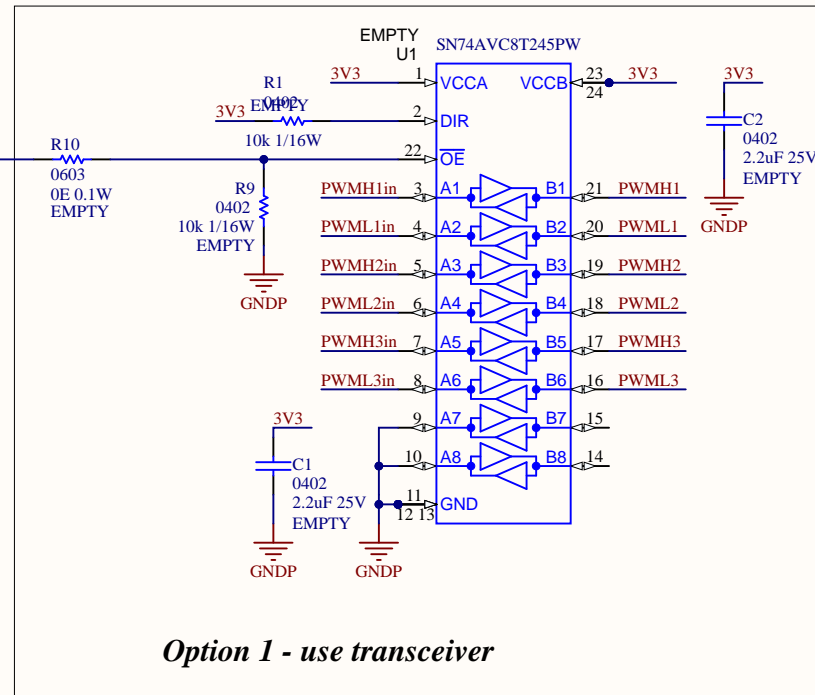 EMPTY
U1
SN74AVC8T245PW
3V3
1
VCCA
VCCB
23
24
3V3
3V3
R1
0402
EMPTY
3V3
10k 1/16W
2
DIR
C2
0402
2.2uF 25V
EMPTY
GNDP
R10
0603
0E 0.1W
EMPTY
22
OE
R9
0402
10k 1/16W
EMPTY
GNDP
PWMH1in 3 A1 B1 21 PWMH1
PWML1in 4 A2 B2 20 PWML1
PWMH2in 5 A3 B3 19 PWMH2
PWML2in 6 A4 B4 18 PWML2
PWMH3in 7 A5 B5 17 PWMH3
PWML3in 8 A6 B6 16 PWML3
9 A7 B7 15
10 A8 B8 14
11
12 13
GND
3V3
C1
0402
2.2uF 25V
EMPTY
GNDP
GNDP
Option 1 - use transceiver